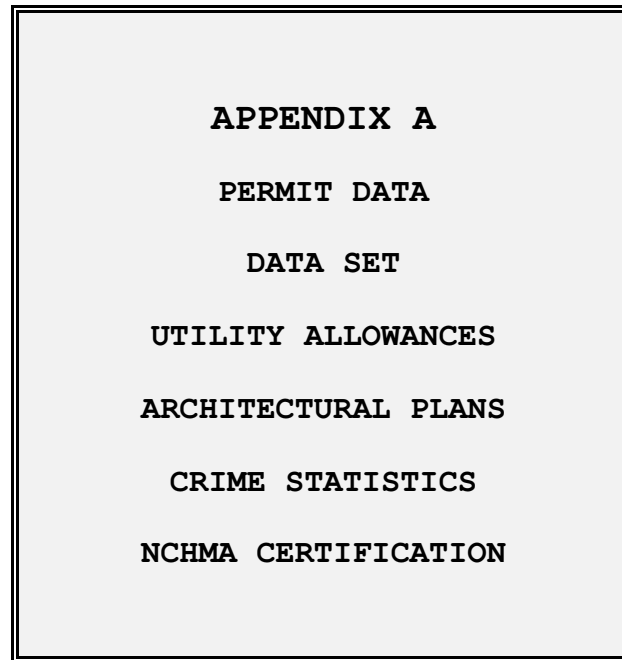 APPENDIX A
PERMIT DATA
DATA SET
UTILITY ALLOWANCES
ARCHITECTURAL PLANS
CRIME STATISTICS
NCHMA CERTIFICATION